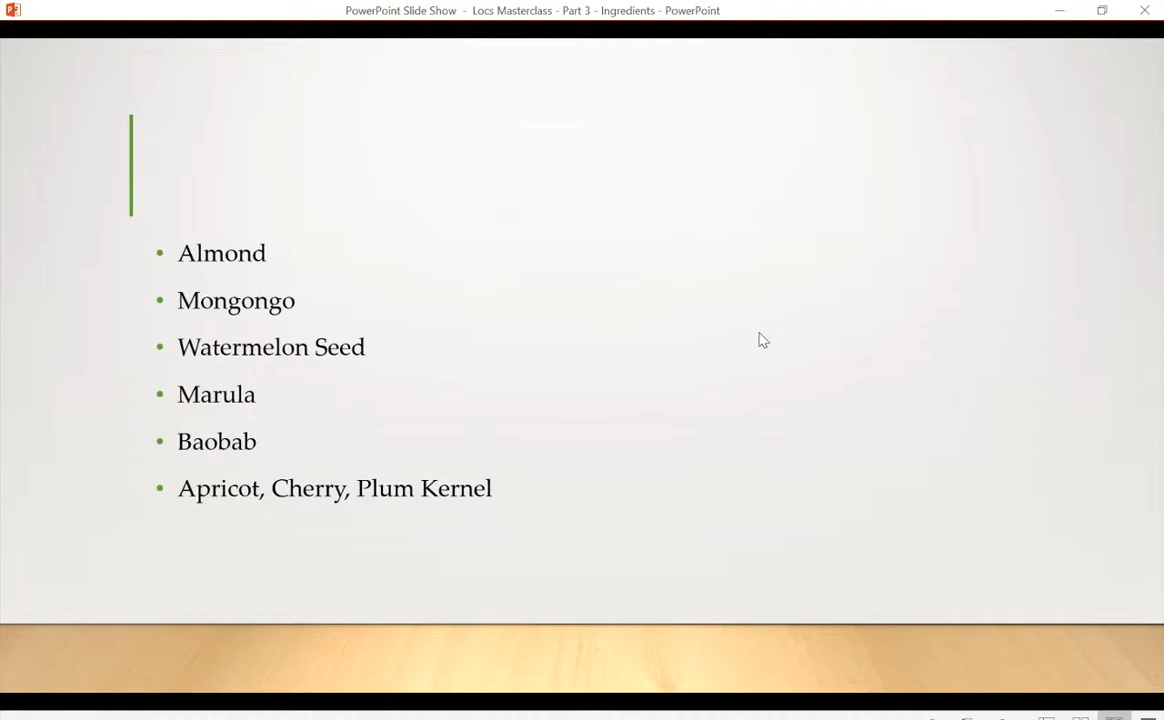 PowerPoint Slide Show - Locs Masterclass - Part 3 - Ingredients - PowerPoint
• Almond
• Mongongo
• Watermelon Seed
• Marula
• Baobab
• Apricot, Cherry, Plum Kernel